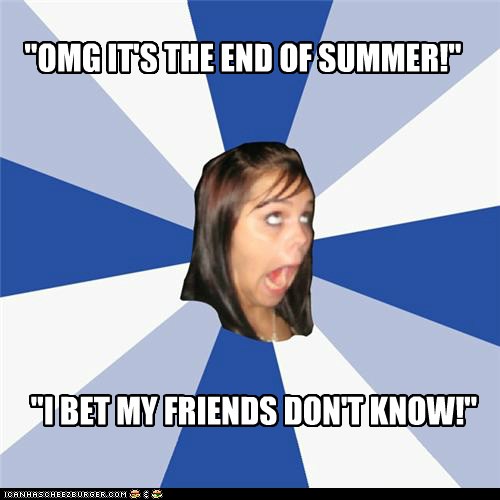 "OMG IT'S THE END OF SUMMER!"
"I BET MY FRIENDS DON'T KNOW!"
ICANHASCHEEZBURGER.COM